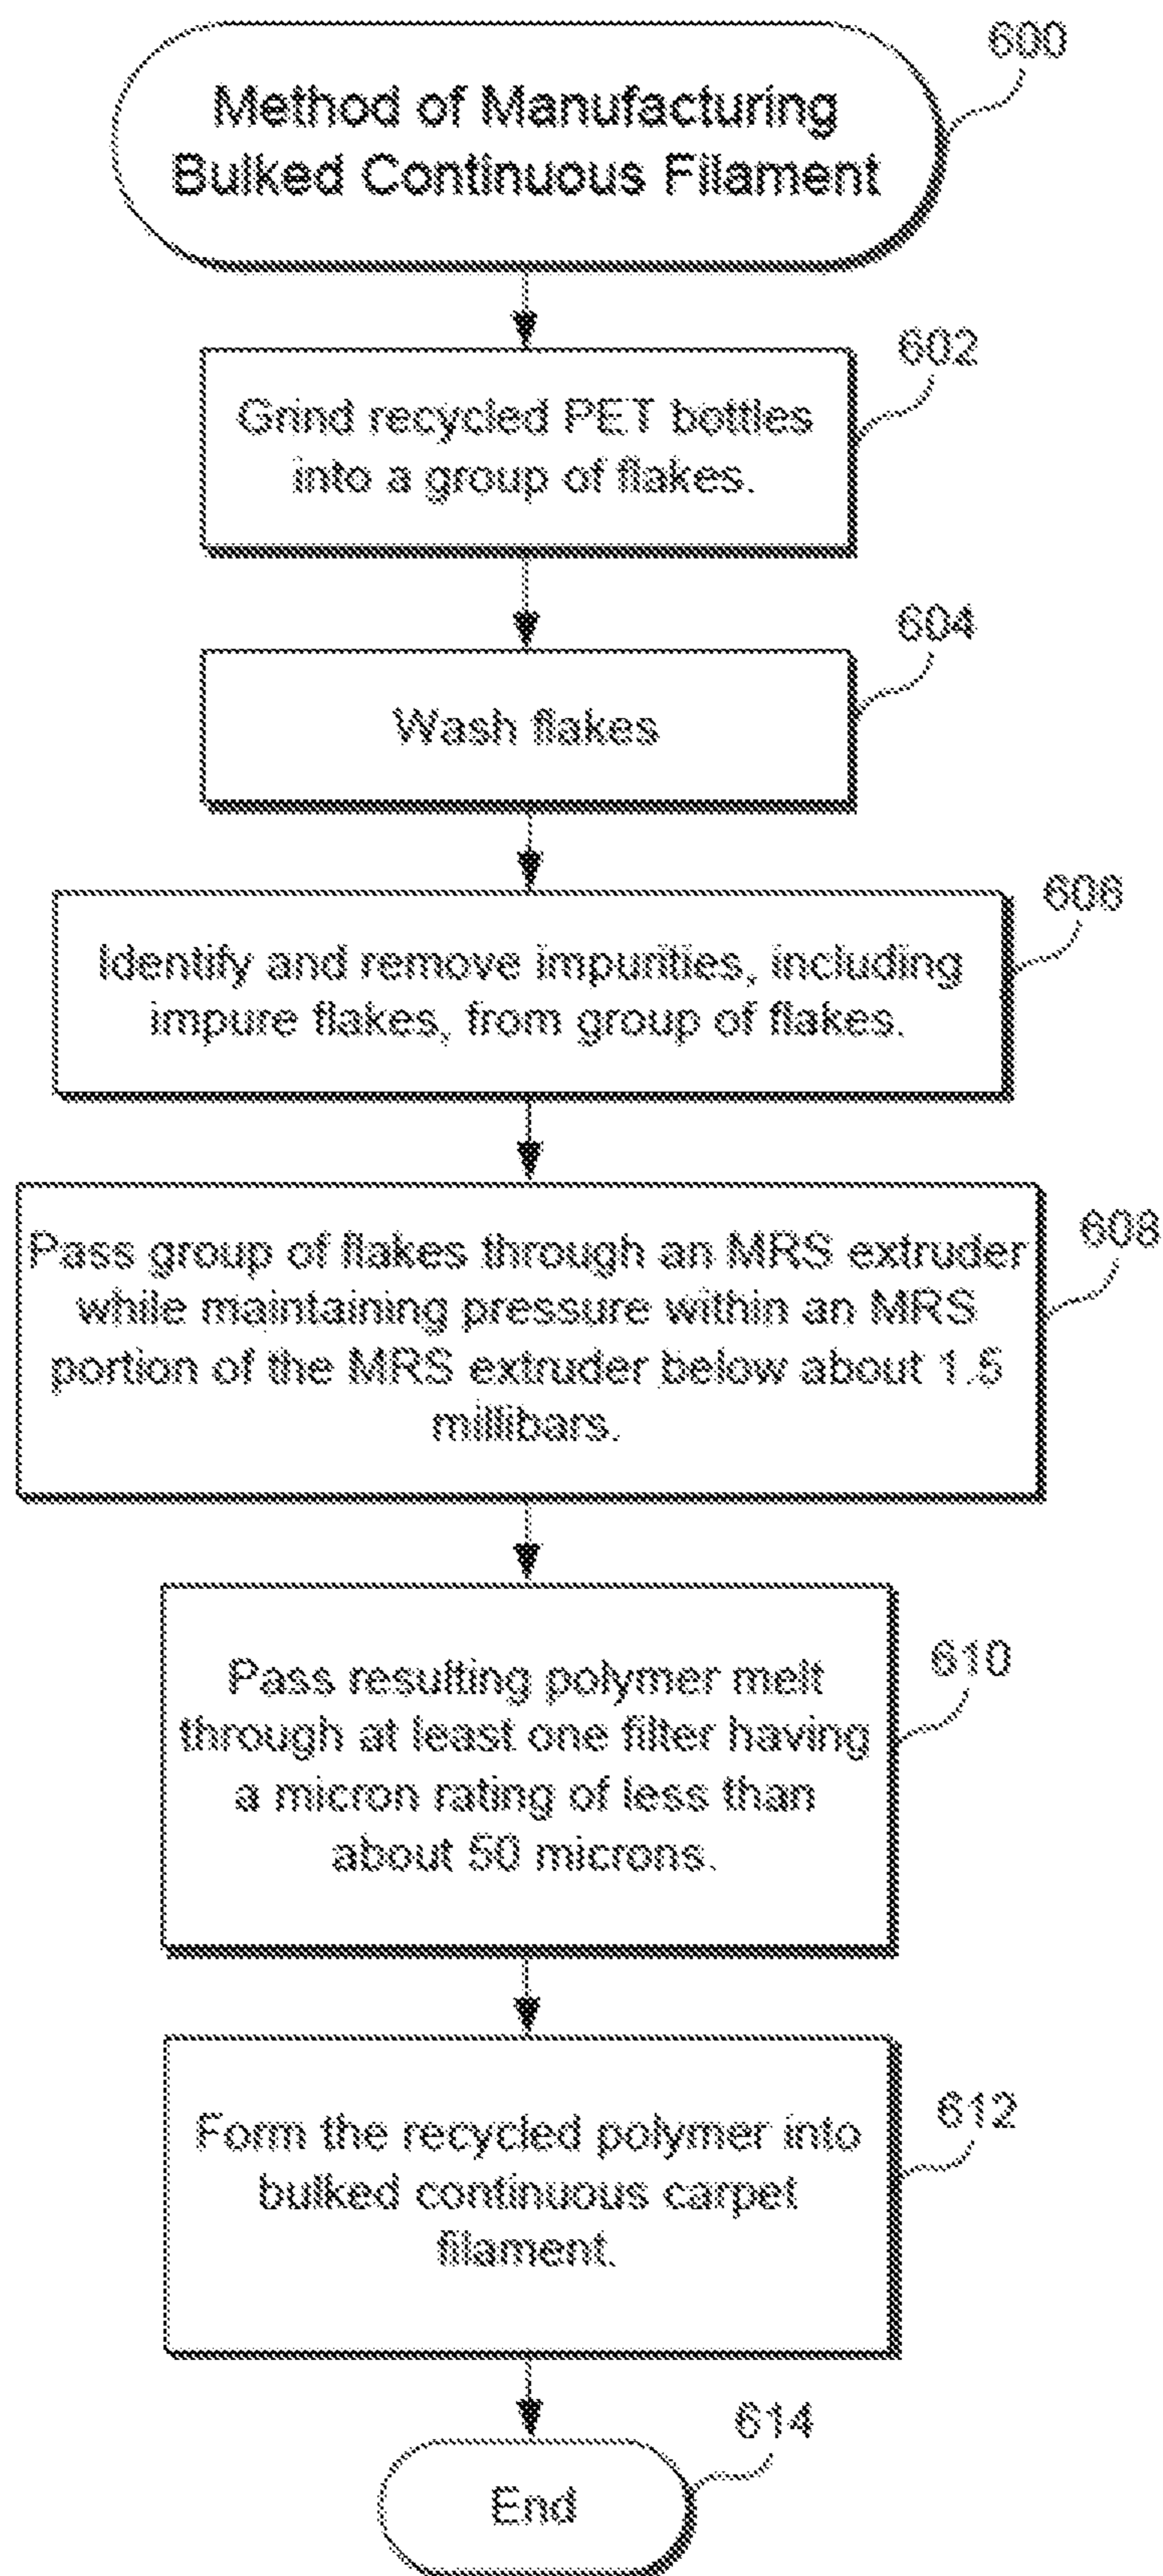 600
Method of Manufacturing
Bulked Continuous Filament
602
Grind recycled PET bottles
into a group of flakes.
604
Wash flakes
606
Identify and remove impurities, including
impure flakes, from group of flakes.
608
Pass group of flakes through an MRS extruder
while maintaining pressure within an MRS
portion of the MRS extruder below about 1.5
millibars.
610
Pass resulting polymer melt
through at least one filter having
a micron rating of less than
about 50 microns.
612
Form the recycled polymer into
bulked continuous carpet
filament.
614
End